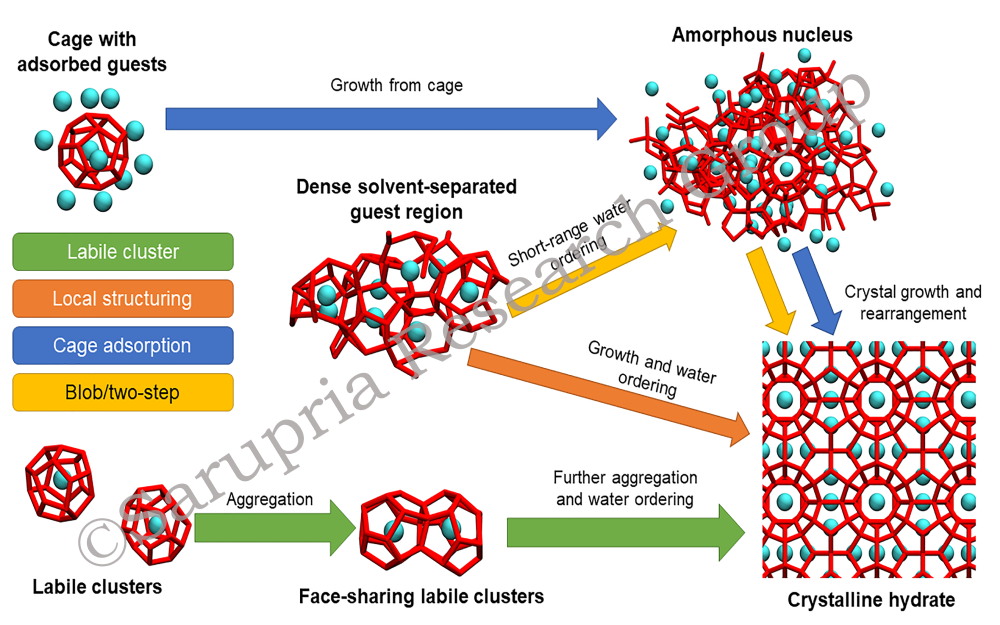 Cage with
adsorbed guests
Growth from cage
Amorphous nucleus
Dense solvent-separated
guest region
Short-range water
ordering
Labile cluster
Local structuring
Cage adsorption
Blob/two-step
Crystal growth and
rearrangement
Growth and water
ordering
Aggregation
Further aggregation
and water ordering
Labile clusters
Face-sharing labile clusters
Crystalline hydrate
©Sarupria Research Group